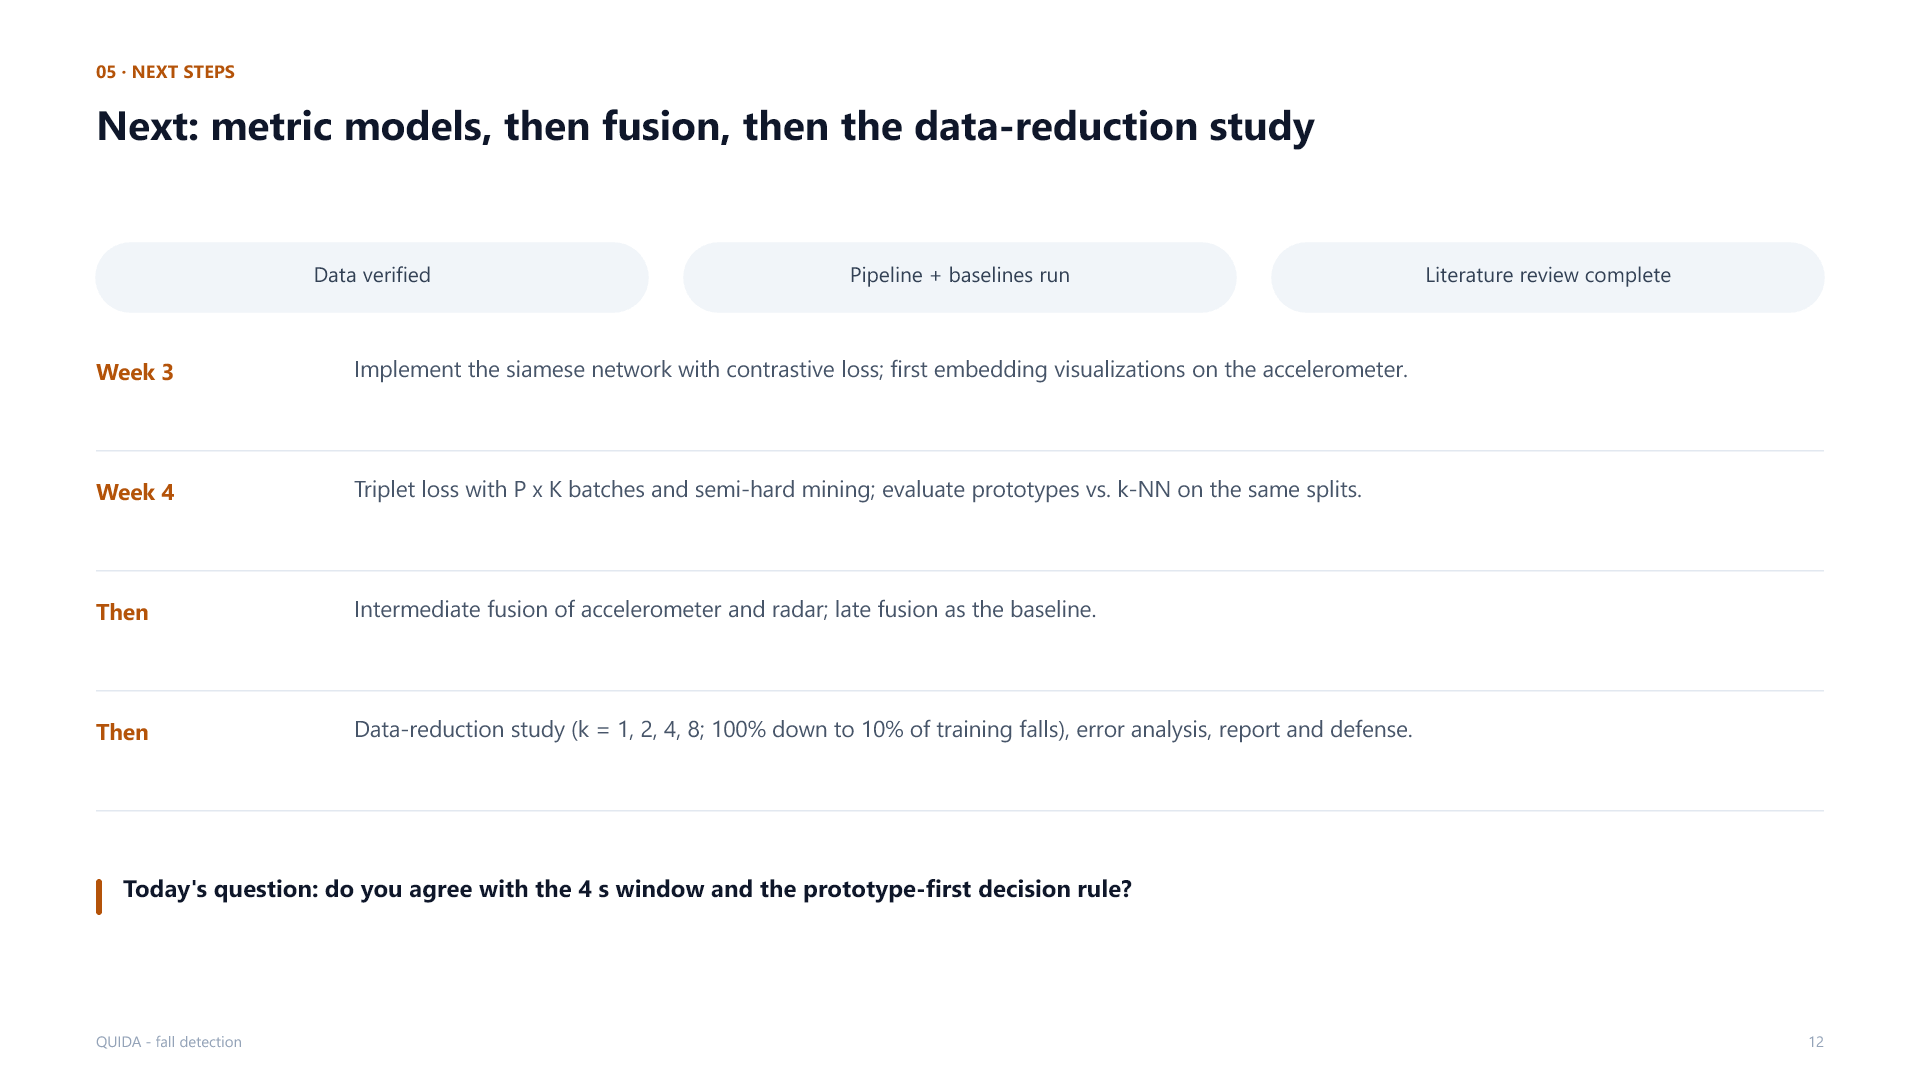 05 · NEXT STEPS
Next: metric models, then fusion, then the data-reduction study
Data verified
Pipeline + baselines run
Literature review complete
Week 3
Implement the siamese network with contrastive loss; first embedding visualizations on the accelerometer.
Week 4
Triplet loss with P x K batches and semi-hard mining; evaluate prototypes vs. k-NN on the same splits.
Then
Intermediate fusion of accelerometer and radar; late fusion as the baseline.
Then
Data-reduction study (k = 1, 2, 4, 8; 100% down to 10% of training falls), error analysis, report and defense.
Today's question: do you agree with the 4 s window and the prototype-first decision rule?
QUIDA - fall detection
12